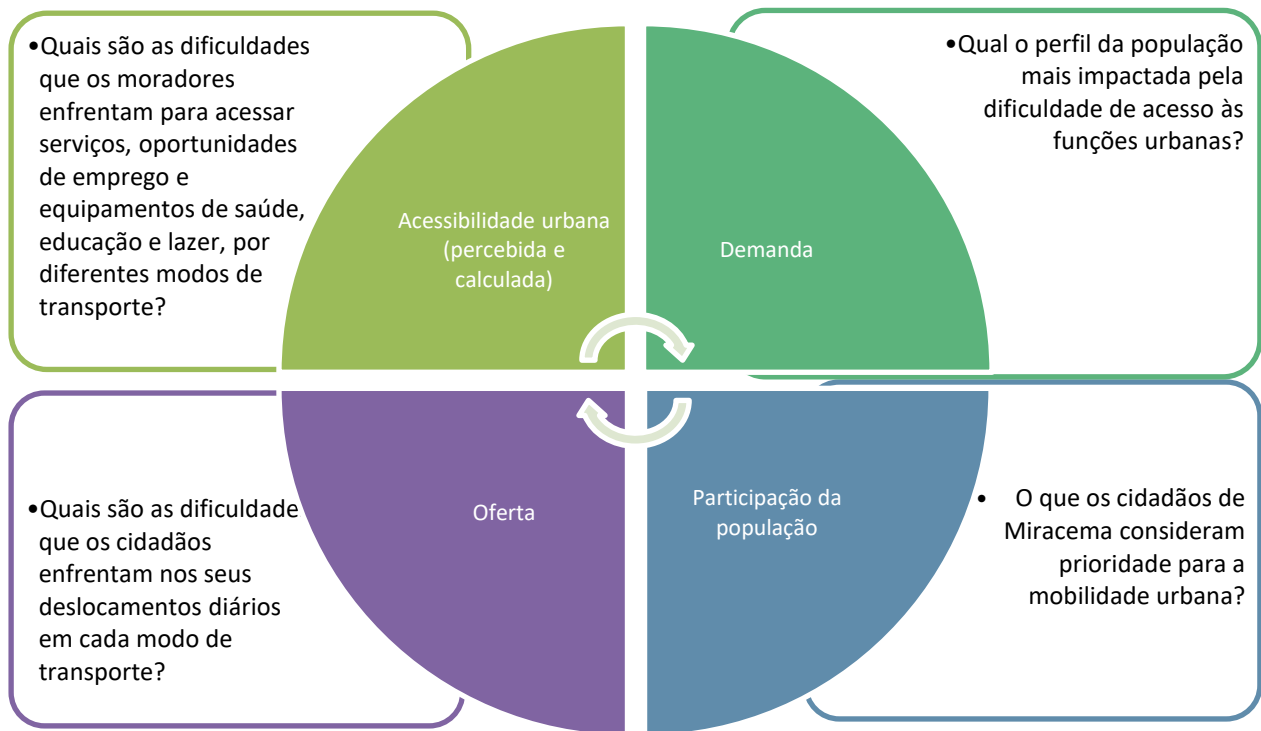 •Quais são as dificuldades
que os moradores
enfrentam para acessar
serviços, oportunidades
de emprego e
equipamentos de saúde,
educação e lazer, por
diferentes modos de
transporte?
Acessibilidade urbana
(percebida e
calculada)
Demanda
•Qual o perfil da população
mais impactada pela
dificuldade de acesso às
funções urbanas?
•Quais são as dificuldade
que os cidadãos
enfrentam nos seus
deslocamentos diários
em cada modo de
transporte?
Oferta
Participação da
população
• O que os cidadãos de
Miracema consideram
prioridade para a
mobilidade urbana?